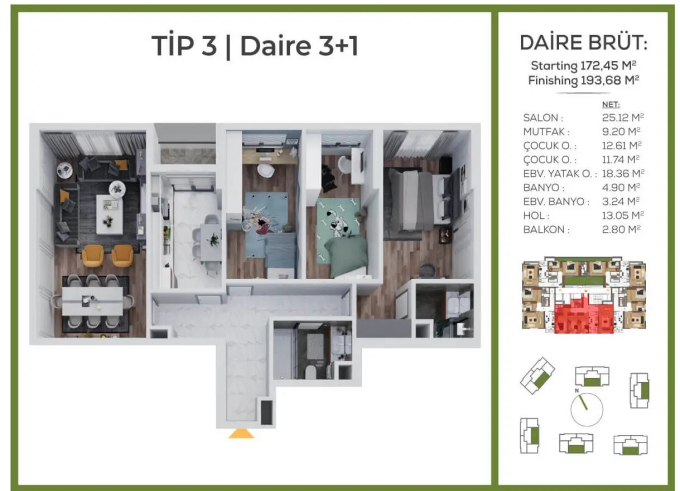 TİP 3 | Daire 3+1
DAİRE BRÜT:
Starting 172,45 M²
Finishing 193,68 M²
NET:
SALON : 25.12 M²
MUTFAK : 9.20 M²
ÇOCUK O. : 12.61 M²
ÇOCUK O. : 11.74 M²
EBV. YATAK O. : 18.36 M²
BANYO : 4.90 M²
EBV. BANYO : 3.24 M²
HOL : 13.05 M²
BALKON : 2.80 M²
N